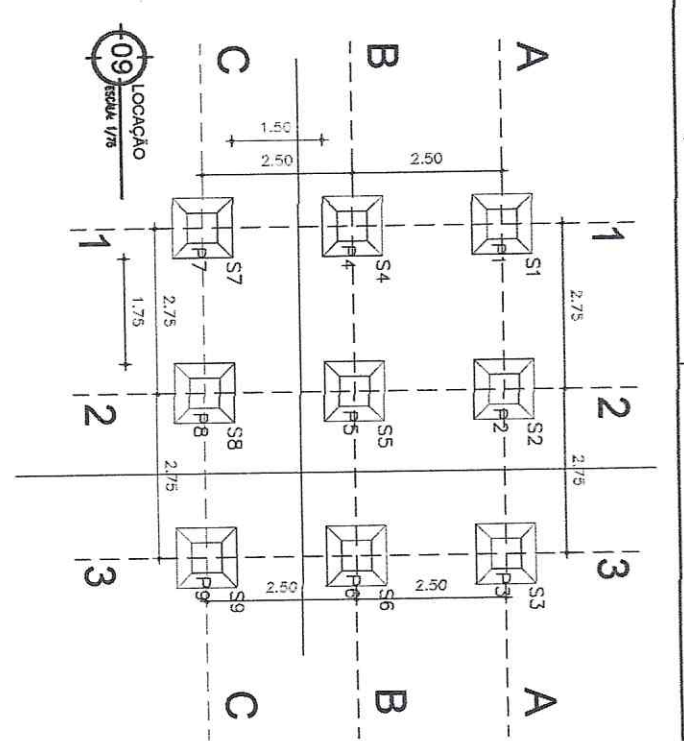 C
B
A
09
LOCAÇÃO
ESCALA: 1/75
1.50
2.50
2.50
1
1
S7
P7
S4
P4
S1
P1
2.75
1.75
2.75
2
2
S8
P8
S5
P5
S2
P2
2.75
2.75
3
3
S9
P9
S6
P6
S3
P3
2.50
2.50
C
B
A